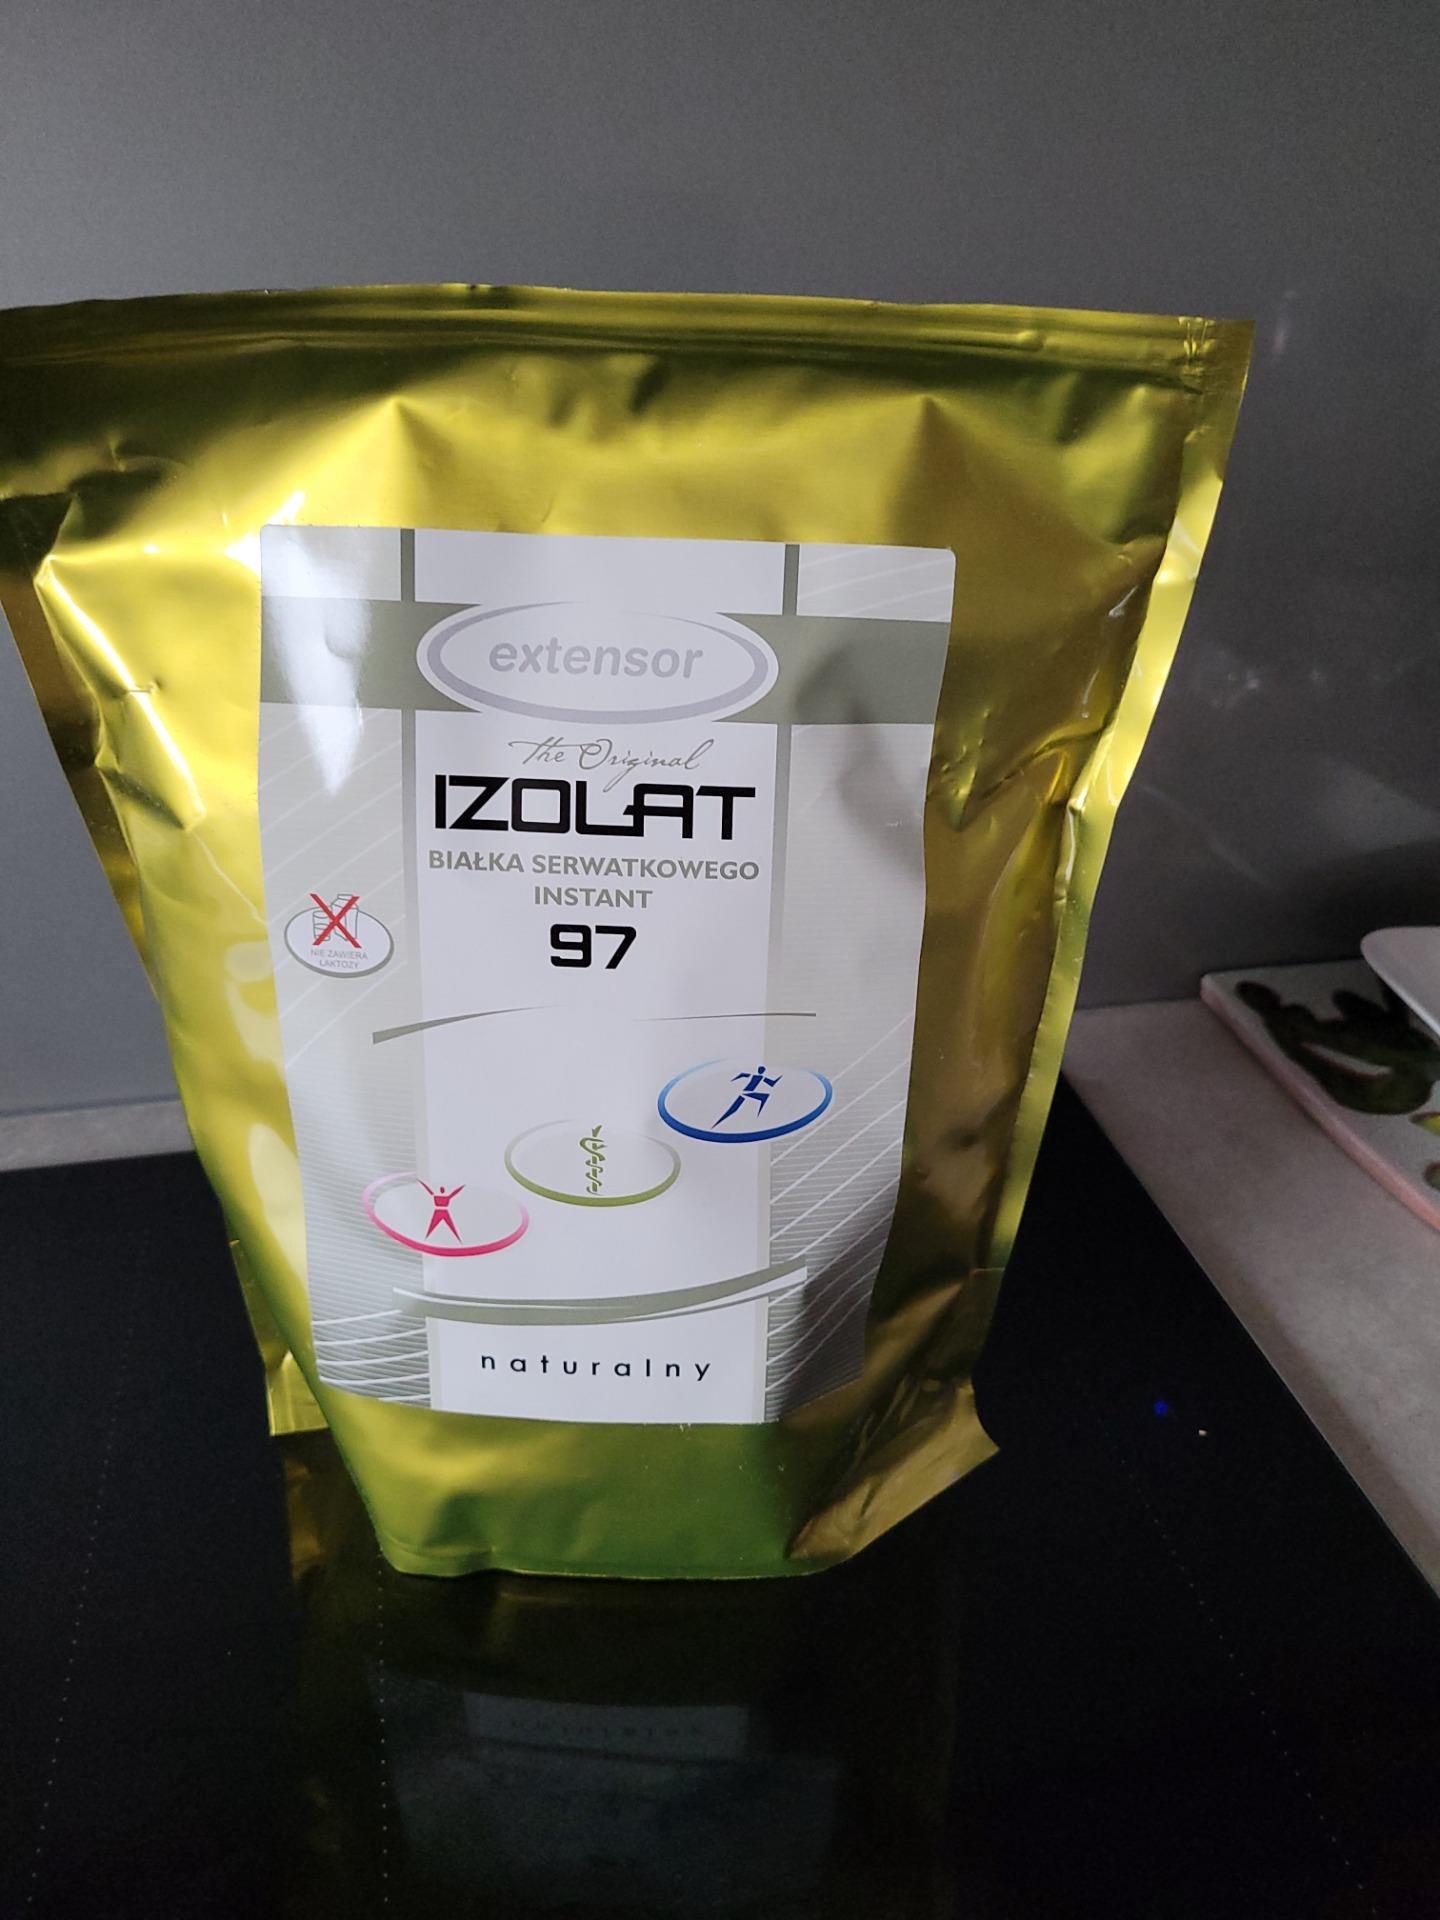 extensor
The Original
IZOLAT
BIAŁKA SERWATKOWEGO
INSTANT
97
NIE ZAWIERA
LAKTOZY
naturalny